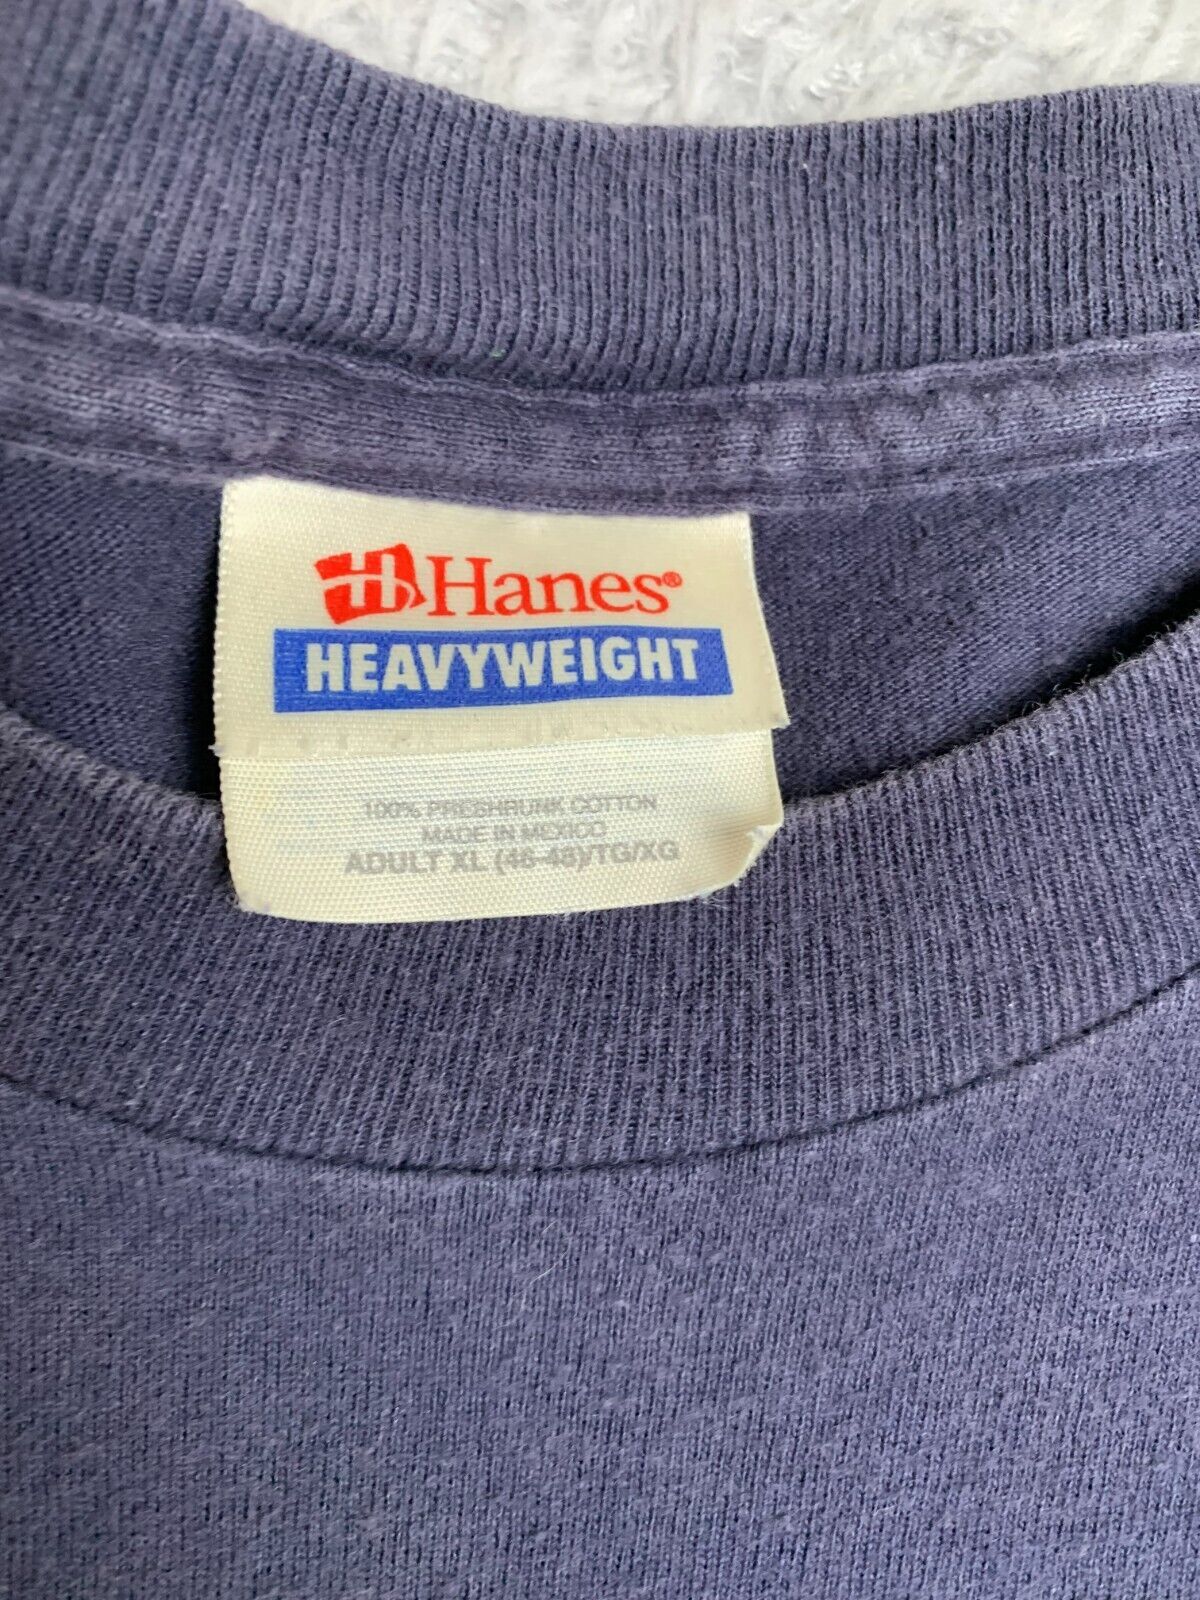 Hanes®
HEAVYWEIGHT
100% PRESHRUNK COTTON
MADE IN MEXICO
ADULT XL (46-48)/TG/XG